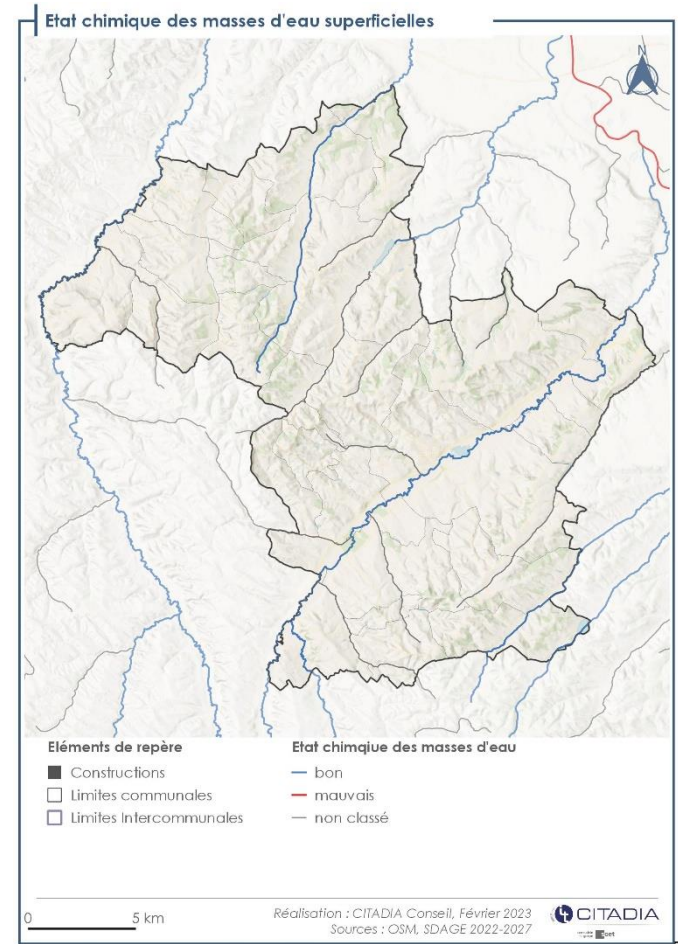 Etat chimique des masses d'eau superficielles
Eléments de repère
Constructions
Limites communales
Limites Intercommunales
Etat chimqiue des masses d'eau
bon
mauvais
non classé
0 5 km
Réalisation : CITADIA Conseil, Février 2023
Sources : OSM, SDAGE 2022-2027
CITADIA